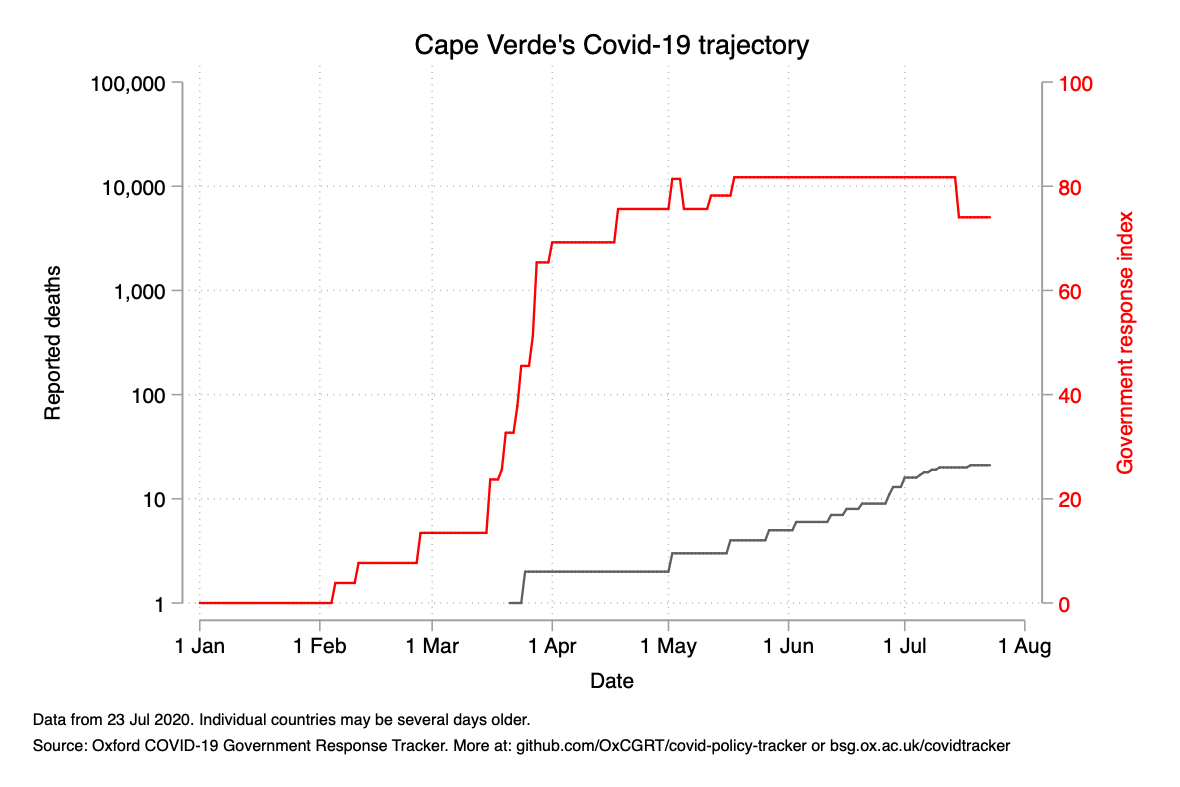 Cape Verde's Covid-19 trajectory
100,000
10,000
1,000
100
10
1
Reported deaths
100
80
60
40
20
0
Government response index
1 Jan 1 Feb 1 Mar 1 Apr 1 May 1 Jun 1 Jul 1 Aug
Date
Data from 23 Jul 2020. Individual countries may be several days older.
Source: Oxford COVID-19 Government Response Tracker. More at: github.com/OxCGRT/covid-policy-tracker or bsg.ox.ac.uk/covidtracker